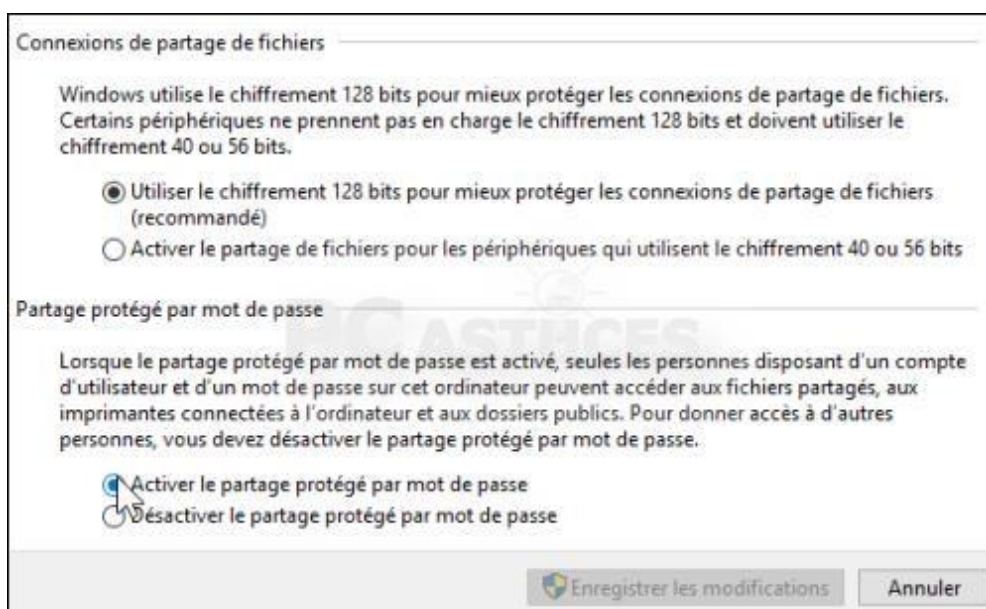 Connexions de partage de fichiers
Windows utilise le chiffrement 128 bits pour mieux protéger les connexions de partage de fichiers.
Certains périphériques ne prennent pas en charge le chiffrement 128 bits et doivent utiliser le
chiffrement 40 ou 56 bits.
Utiliser le chiffrement 128 bits pour mieux protéger les connexions de partage de fichiers
(recommandé)
Activer le partage de fichiers pour les périphériques qui utilisent le chiffrement 40 ou 56 bits
Partage protégé par mot de passe
PC ASTUCES
Lorsque le partage protégé par mot de passe est activé, seules les personnes disposant d'un compte
d'utilisateur et d'un mot de passe sur cet ordinateur peuvent accéder aux fichiers partagés, aux
imprimantes connectées à l'ordinateur et aux dossiers publics. Pour donner accès à d'autres
personnes, vous devez désactiver le partage protégé par mot de passe.
Activer le partage protégé par mot de passe
Désactiver le partage protégé par mot de passe
Enregistrer les modifications
Annuler